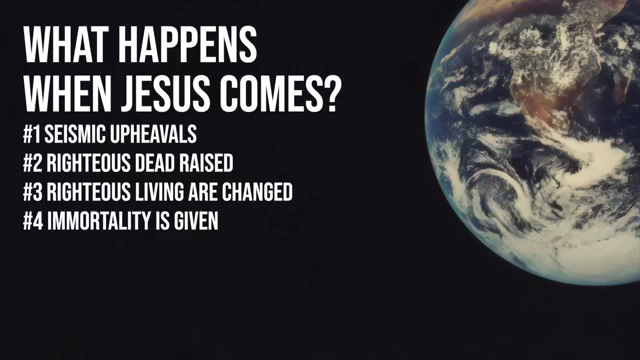 WHAT HAPPENS
WHEN JESUS COMES?
#1 SEISMIC UPHEAVALS
#2 RIGHTEOUS DEAD RAISED
#3 RIGHTEOUS LIVING ARE CHANGED
#4 IMMORTALITY IS GIVEN